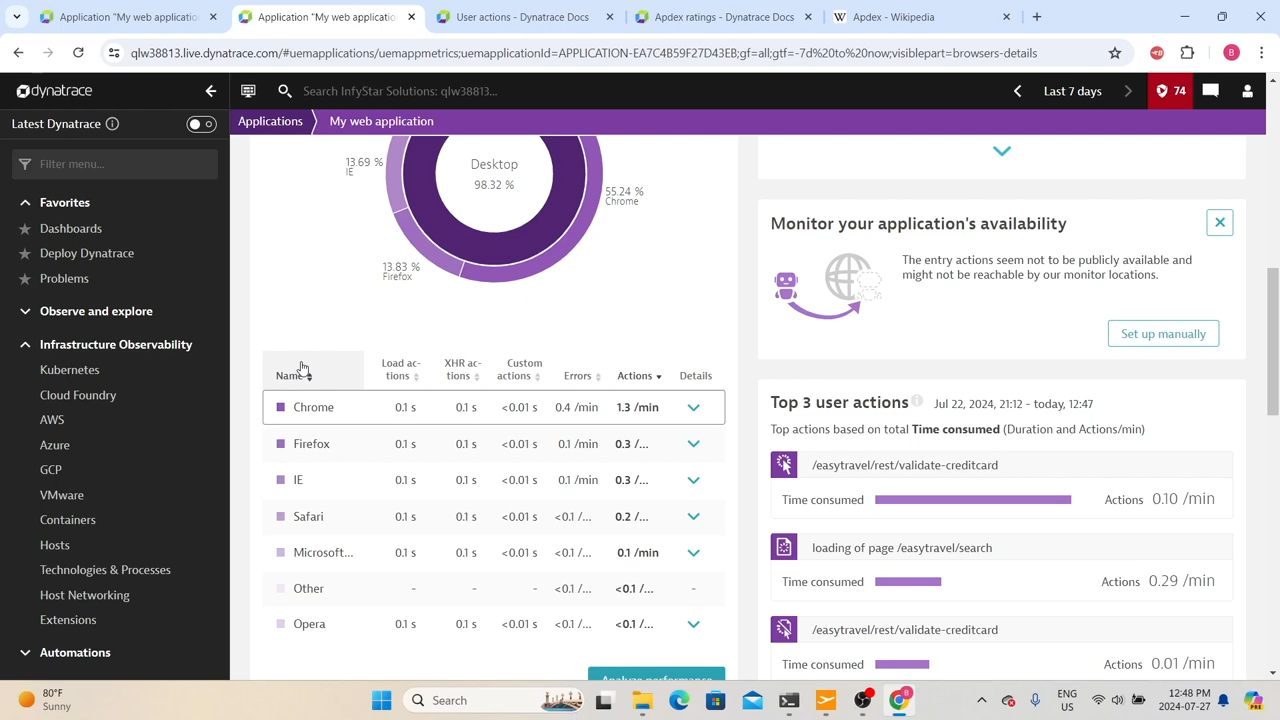 Application "My web applicatio
Application "My web applicatio
User actions - Dynatrace Docs
Apdex ratings - Dynatrace Docs
Apdex - Wikipedia
qlw38813.live.dynatrace.com/#uemapplications/uemappmetrics;uemapplicationId=APPLICATION-EA7C4B59F27D43EB;gf=all;gtf=-7d%20to%20now;visiblepart=browsers-details
B
dynatrace
Search InfyStar Solutions: qlw38813...
Last 7 days
74
Latest Dynatrace
Applications
My web application
Filter menu...
Favorites
Dashboards
Deploy Dynatrace
Problems
Observe and explore
Infrastructure Observability
Kubernetes
Cloud Foundry
AWS
Azure
GCP
VMware
Containers
Hosts
Technologies & Processes
Host Networking
Extensions
Automations
Desktop
98.32 %
13.69 %
IE
55.24 %
Chrome
13.83 %
Firefox
Name
Load ac-
tions
XHR ac-
tions
Custom
actions
Errors
Actions
Details
Chrome 0.1 s 0.1 s <0.01 s 0.4 /min 1.3 /min
Firefox 0.1 s 0.1 s <0.01 s 0.1 /min 0.3 /...
IE 0.1 s 0.1 s <0.01 s 0.1 /min 0.3 /...
Safari 0.1 s 0.1 s <0.01 s <0.1 /... 0.2 /...
Microsoft... 0.1 s 0.1 s <0.01 s <0.1 /... 0.1 /min
Other - - - <0.1 /... <0.1 /... -
Opera 0.1 s 0.1 s <0.01 s <0.1 /... <0.1 /...
Analyze performance
Monitor your application's availability
The entry actions seem not to be publicly available and
might not be reachable by our monitor locations.
Set up manually
Top 3 user actions Jul 22, 2024, 21:12 - today, 12:47
Top actions based on total Time consumed (Duration and Actions/min)
/easytravel/rest/validate-creditcard
Time consumed Actions 0.10 /min
loading of page /easytravel/search
Time consumed Actions 0.29 /min
/easytravel/rest/validate-creditcard
Time consumed Actions 0.01 /min
80°F
Sunny
Search
ENG
US
12:48 PM
2024-07-27